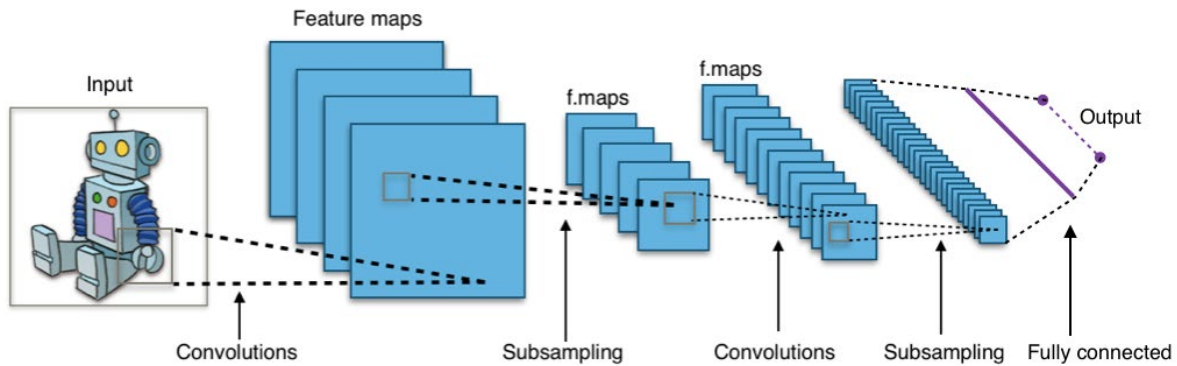 Feature maps
f.maps
Input
f.maps
Output
Convolutions
Subsampling
Convolutions
Subsampling
Fully connected